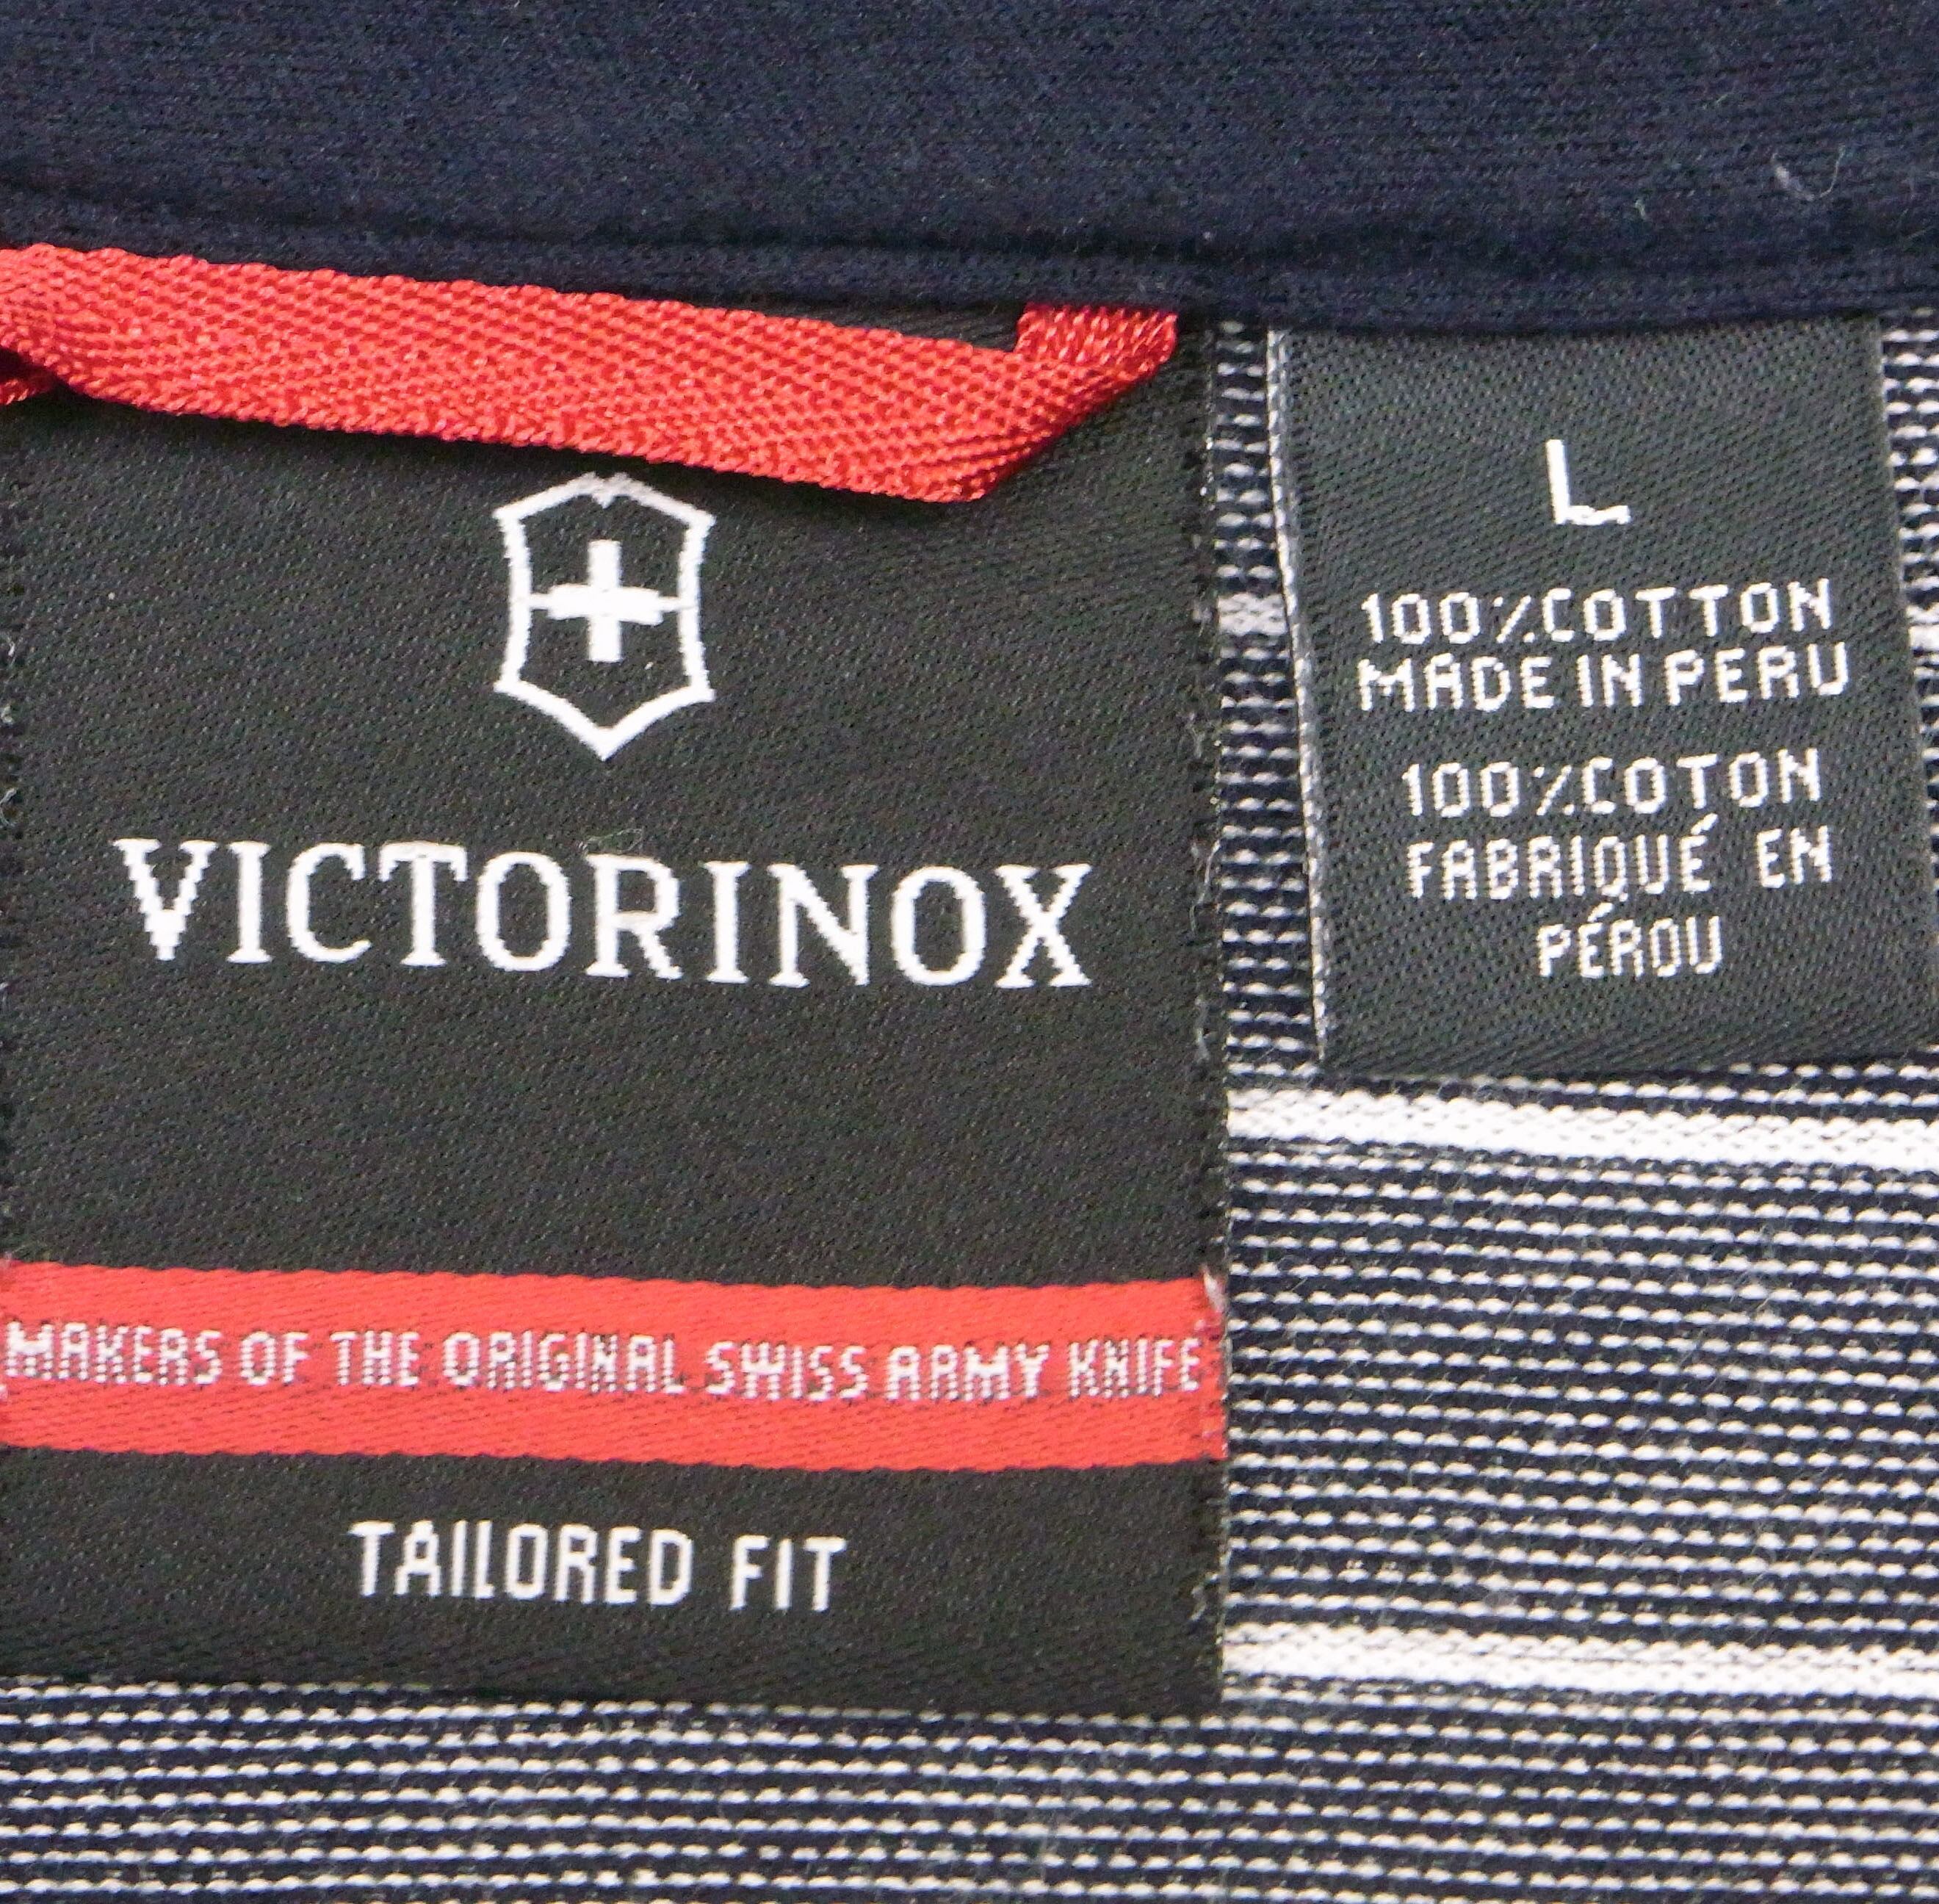 VICTORINOX
MAKERS OF THE ORIGINAL SWISS ARMY KNIFE
TAILORED FIT
L
100%COTTON
MADE IN PERU
100%COTON
FABRIQUÉ EN
PÉROU